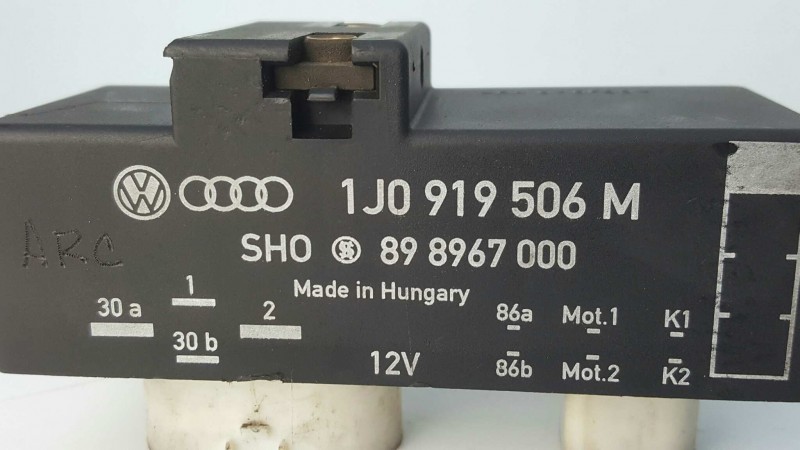 VW 1J0 919 506 M
ARC
SHO 89 8967 000
Made in Hungary
30 a 1 2 86a Mot.1 K1
30 b 12V 86b Mot.2 K2